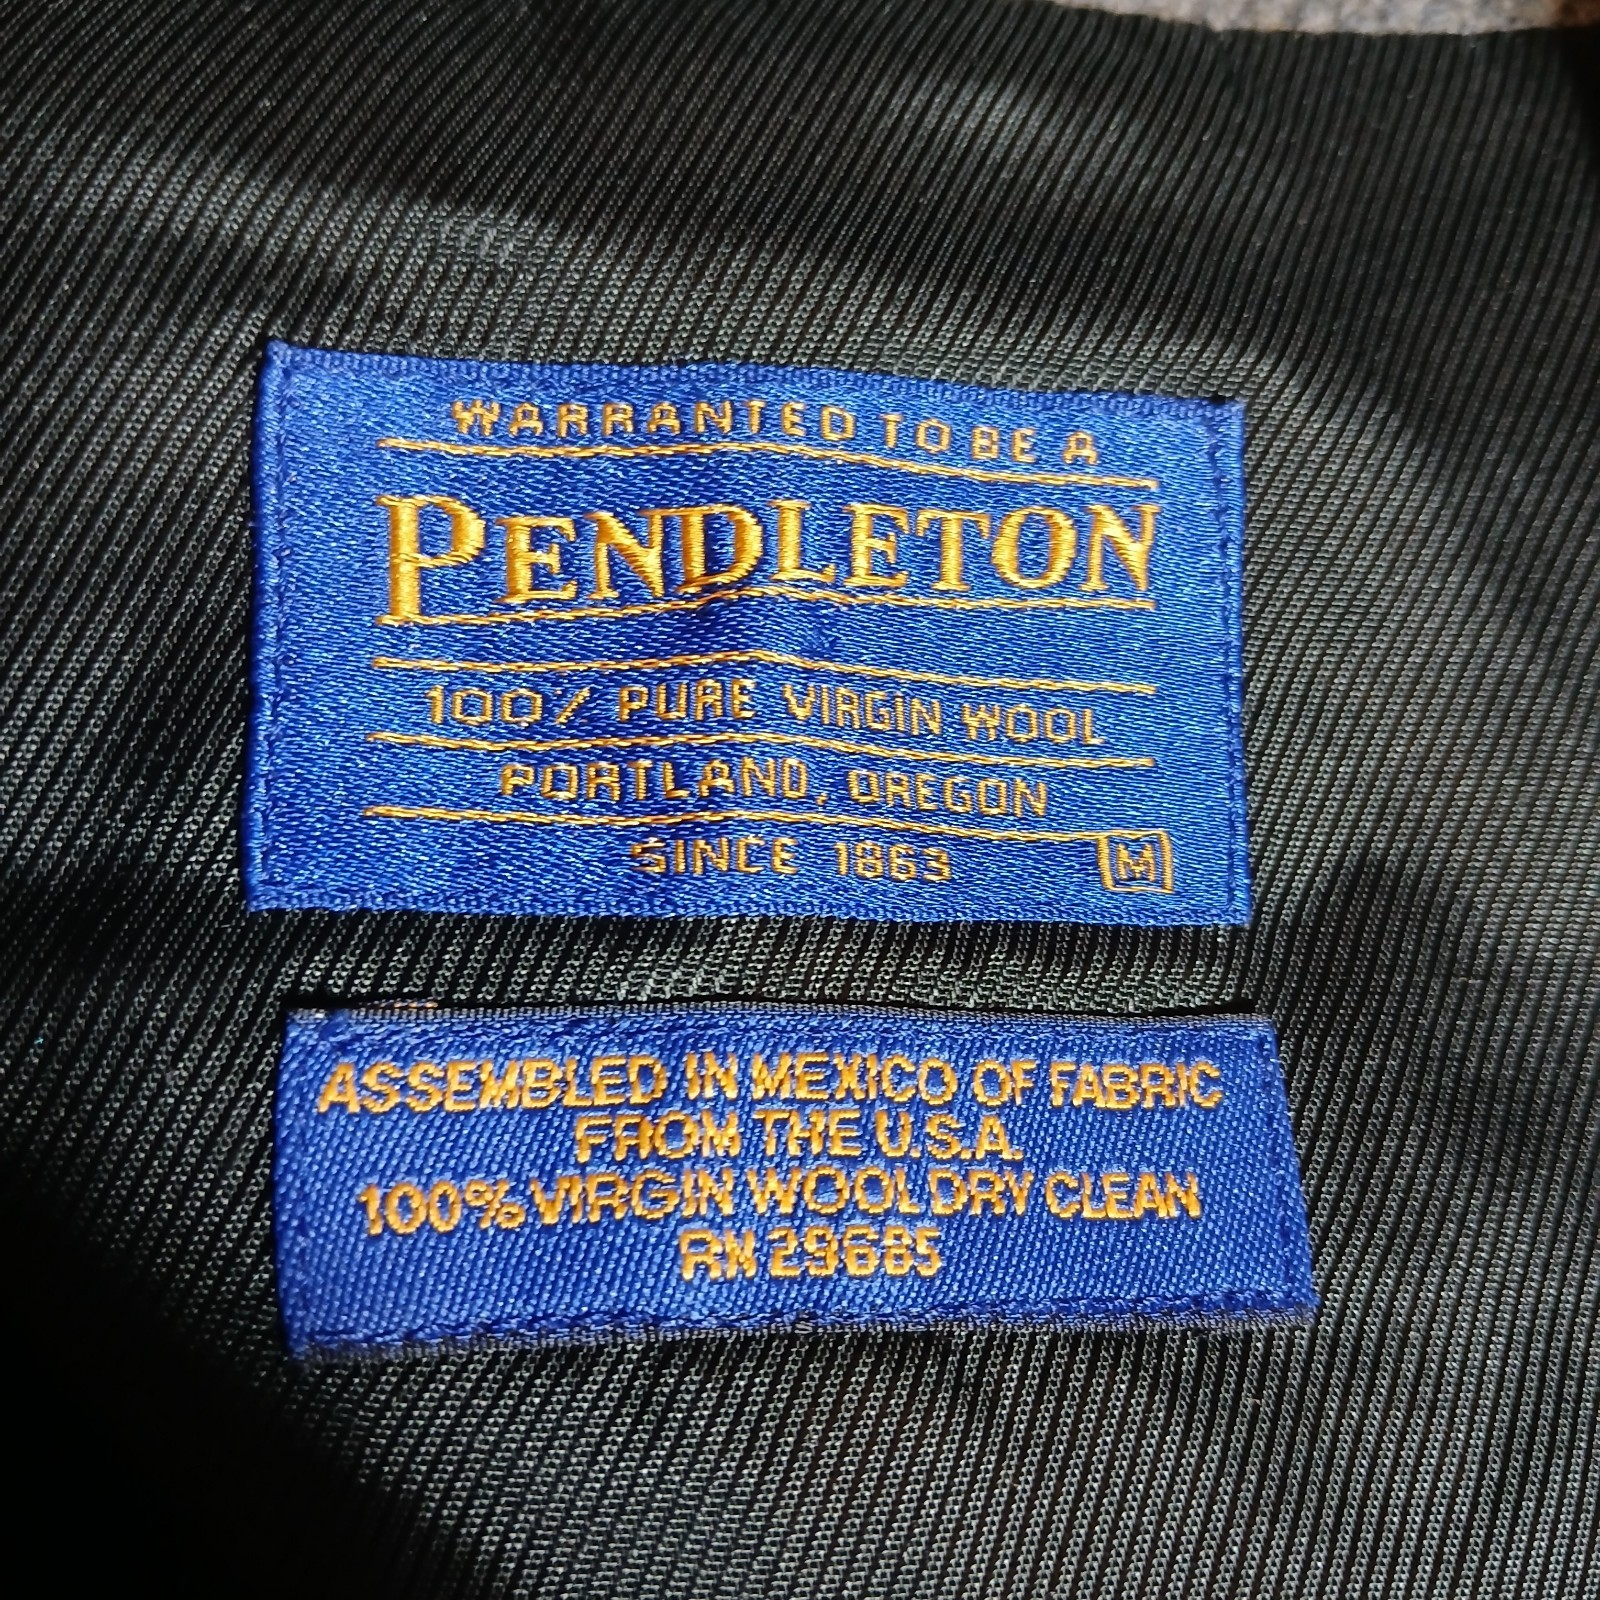 WARRANTED TO BE A
PENDLETON
100% PURE VIRGIN WOOL
PORTLAND, OREGON
SINCE 1863
M
ASSEMBLED IN MEXICO OF FABRIC
FROM THE U.S.A.
100% VIRGIN WOOL DRY CLEAN
RN 29685